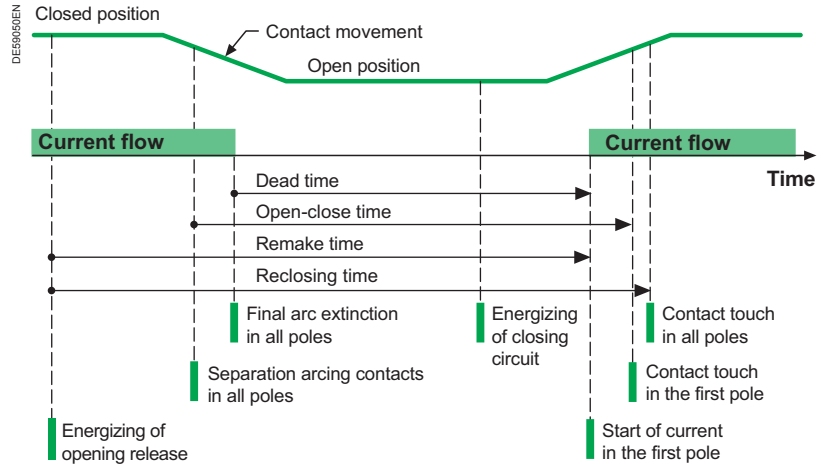 DE59050EN
Closed position
Contact movement
Open position
Current flow
Current flow
Time
Dead time
Open-close time
Remake time
Reclosing time
Final arc extinction
in all poles
Energizing
of closing
circuit
Contact touch
in all poles
Separation arcing contacts
in all poles
Contact touch
in the first pole
Energizing of
opening release
Start of current
in the first pole